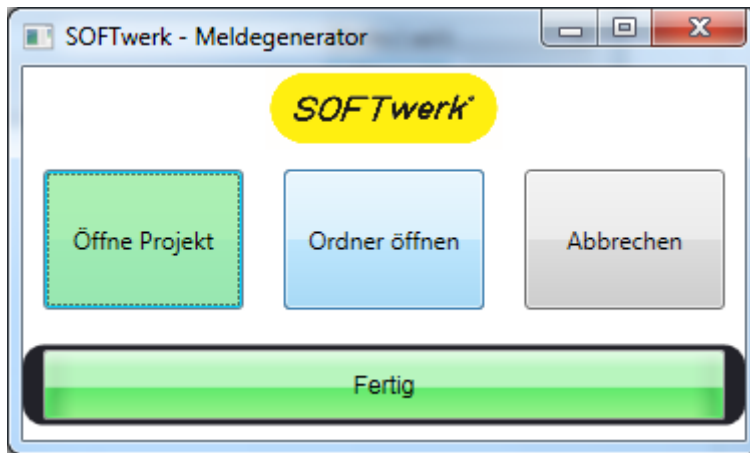 SOFTwerk - Meldegenerator
SOFTwerk
Öffne Projekt
Ordner öffnen
Abbrechen
Fertig